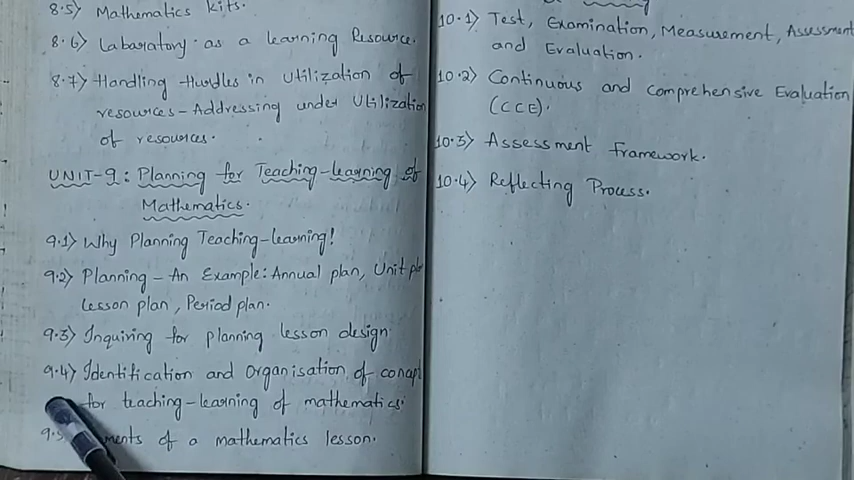 8.5) Mathematics Kits.
8.6) Labaratory as a learning Resource.
8.7) Handling Hurdles in Utilization of
resources - Addressing under Utilization
of resources.
UNIT-9: Planning for Teaching-learning of
Mathematics.
9.1) Why Planning Teaching-learning!
9.2) Planning - An Example: Annual plan, Unit
lesson plan, Period plan.
9.3) Inquiring for planning lesson design
9.4) Identification and Organisation of
for teaching-learning of mathematics.
of a mathematics lesson.
10.1) Test, Examination, Measurement, Assessment
and Evaluation.
10.2) Continuous and Comprehensive Evaluation
(CCE).
10.3) Assessment framework.
10.4) Reflecting Process.